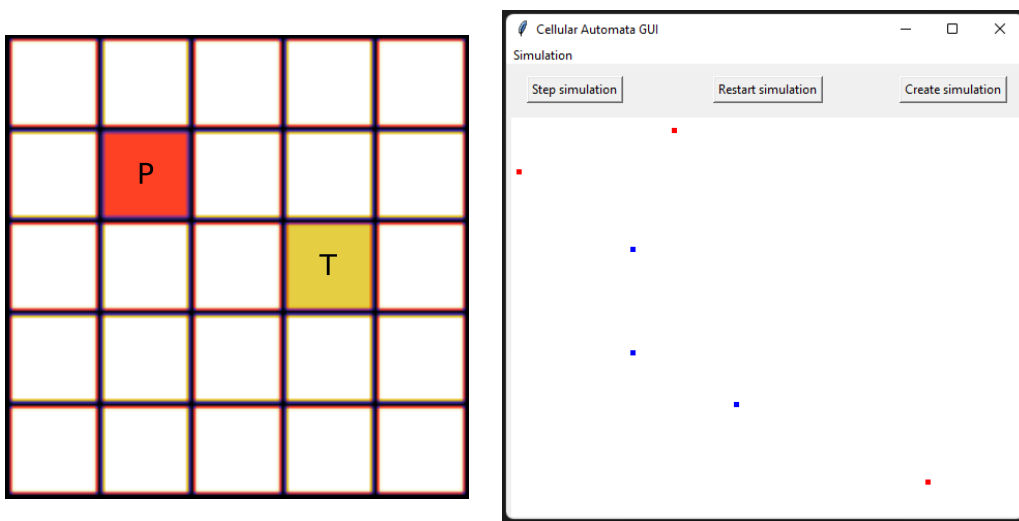 P
T
Cellular Automata GUI
Simulation
Step simulation Restart simulation Create simulation